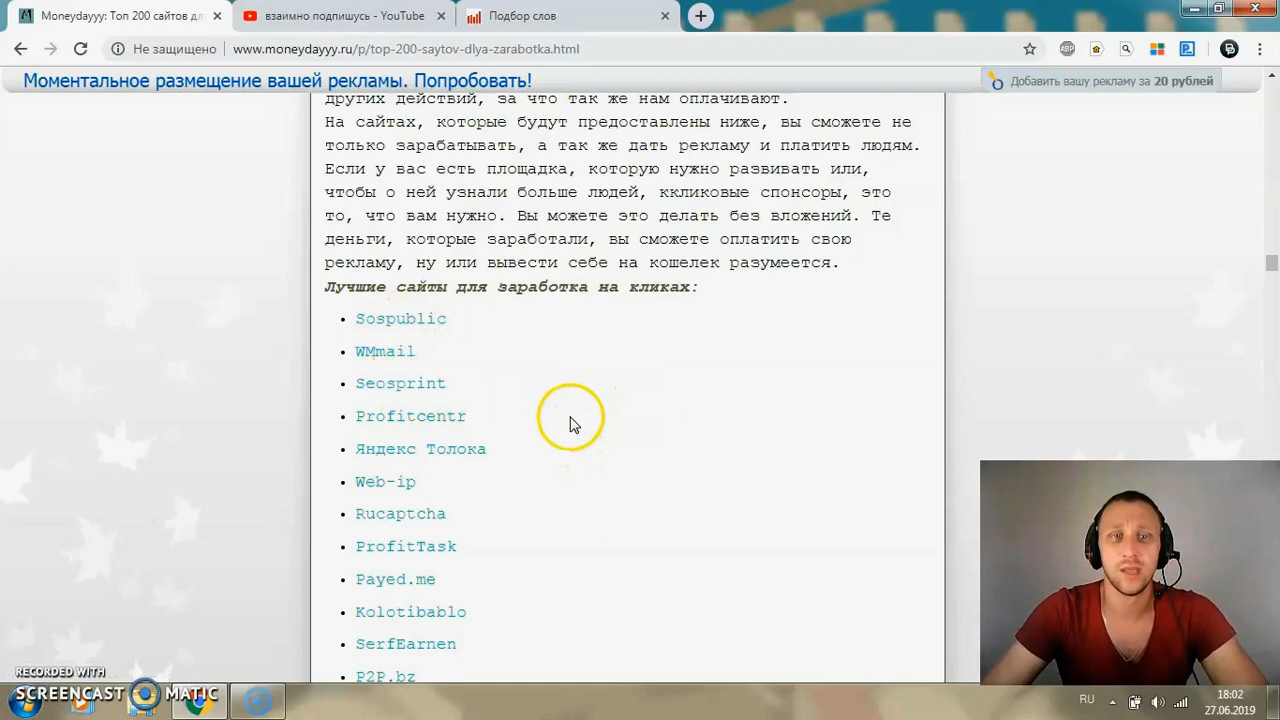 Moneydayyy: Топ 200 сайтов дл
взаимно подпишусь - YouTube
Подбор слов
Не защищено
www.moneydayyy.ru/p/top-200-saytov-dlya-zarabotka.html
ABP
Моментальное размещение вашей рекламы. Попробовать!
Добавить вашу рекламу за 20 рублей
других действий, за что так же нам оплачивают.
На сайтах, которые будут предоставлены ниже, вы сможете не
только зарабатывать, а так же дать рекламу и платить людям.
Если у вас есть площадка, которую нужно развивать или,
чтобы о ней узнали больше людей, ккликовые спонсоры, это
то, что вам нужно. Вы можете это делать без вложений. Те
деньги, которые заработали, вы сможете оплатить свою
рекламу, ну или вывести себе на кошелек разумеется.
Лучшие сайты для заработка на кликах:
Sospublic
WMmail
Seosprint
Profitcentr
Яндекс Толока
Web-ip
Rucaptcha
ProfitTask
Payed.me
Kolotibablo
SerfEarnen
P2P.bz
RECORDED WITH
SCREENCAST MATIC
RU
18:02
27.06.2019